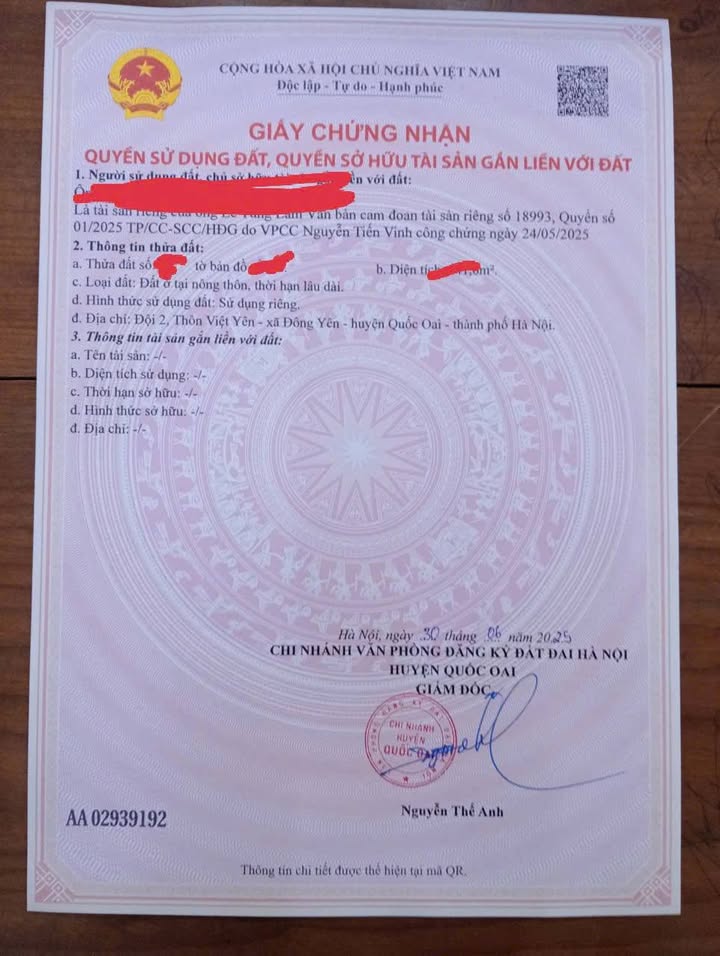 CỘNG HÒA XÃ HỘI CHỦ NGHĨA VIỆT NAM
Độc lập - Tự do - Hạnh phúc
GIẤY CHỨNG NHẬN
QUYỀN SỬ DỤNG ĐẤT, QUYỀN SỞ HỮU TÀI SẢN GẮN LIỀN VỚI ĐẤT
1. Người sử dụng đất, chủ sở hữu liền với đất:
Là tài sản riêng của ông Văn bản cam đoan tài sản riêng số 18993, Quyển số
01/2025 TP/CC-SCC/HĐG do VPCC Nguyễn Tiến Vinh công chứng ngày 24/05/2025
2. Thông tin thửa đất:
a. Thửa đất số tờ bản đồ b. Diện tích m².
c. Loại đất: Đất ở tại nông thôn, thời hạn lâu dài.
d. Hình thức sử dụng đất: Sử dụng riêng.
đ. Địa chỉ: Đội 2, Thôn Việt Yên - xã Đông Yên - huyện Quốc Oai - thành phố Hà Nội.
3. Thông tin tài sản gắn liền với đất:
a. Tên tài sản: -/-
b. Diện tích sử dụng: -/-
c. Thời hạn sở hữu: -/-
d. Hình thức sở hữu: -/-
đ. Địa chỉ: -/-
Hà Nội, ngày 30 tháng 06 năm 2025
CHI NHÁNH VĂN PHÒNG ĐĂNG KÝ ĐẤT ĐAI HÀ NỘI
HUYỆN QUỐC OAI
GIÁM ĐỐC
CHI NHÁNH
HUYỆN
QUỐC OAI
Nguyễn Thế Anh
AA 02939192
Thông tin chi tiết được thể hiện tại mã QR.